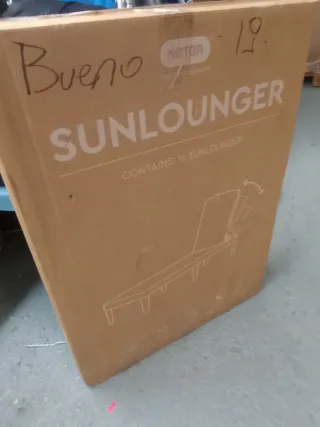 Bueno
KETER
19.
SUNLOUNGER
CONTAINS: 1x SUNLOUNGER